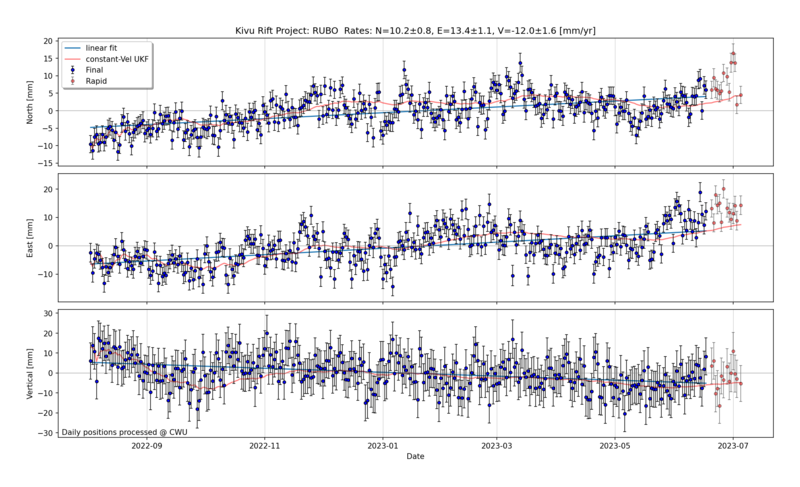 Kivu Rift Project: RUBO  Rates: N=10.2±0.8, E=13.4±1.1, V=-12.0±1.6 [mm/yr]
linear fit
constant-Vel UKF
Final
Rapid
North [mm]
20
15
10
5
0
−5
−10
−15
East [mm]
20
10
0
−10
Vertical [mm]
30
20
10
0
−10
−20
−30
Daily positions processed @ CWU
2022-09
2022-11
2023-01
2023-03
2023-05
2023-07
Date